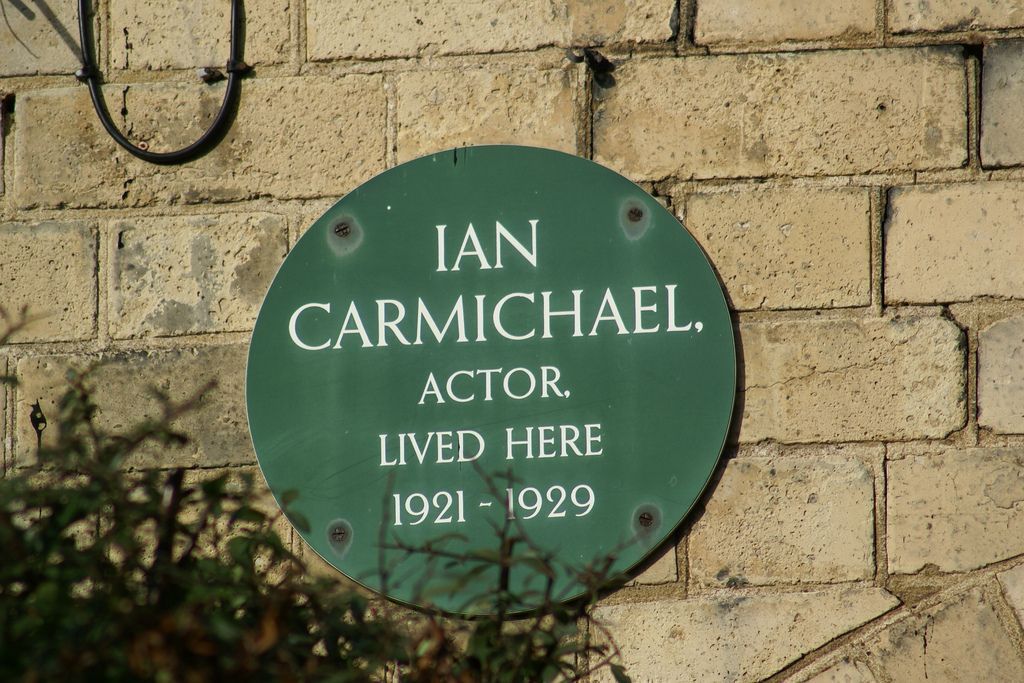 IAN
CARMICHAEL,
ACTOR,
LIVED HERE
1921 - 1929